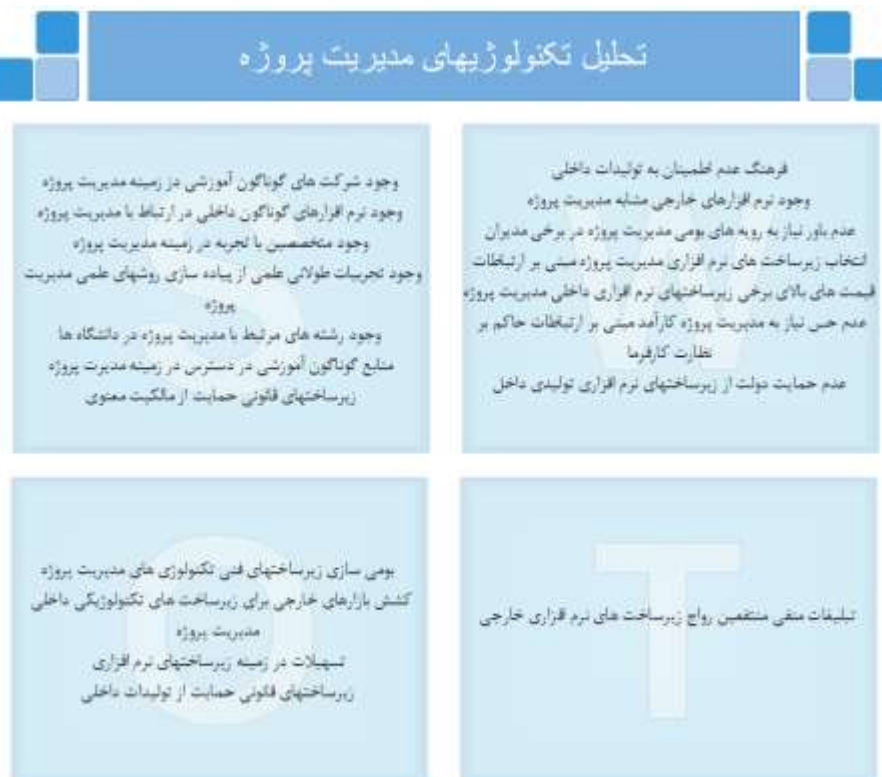 تحلیل تکنولوژیهای مدیریت پروژه
S
وجود شرکت های گوناگون آموزشی در زمینه مدیریت پروژه
وجود نرم افزارهای گوناگون داخلی در ارتباط با مدیریت پروژه
وجود متخصصین با تجربه در زمینه مدیریت پروژه
وجود تجربیات طولانی علمی از پیاده سازی روشهای علمی مدیریت
پروژه
وجود رشته های مرتبط با مدیریت پروژه در دانشگاه ها
منابع گوناگون آموزشی در دسترس در زمینه مدیرت پروژه
زیرساختهای قانونی حمایت از مالکیت معنوی
W
فرهنگ عدم اطمینان به تولیدات داخلی
وجود نرم افزارهای خارجی مشابه مدیریت پروژه
عدم باور نیاز به رویه های بومی مدیریت پروژه در برخی مدیران
انتخاب زیرساخت های نرم افزاری مدیریت پروژه مبتنی بر ارتباطات
قیمت های بالای برخی زیرساختهای نرم افزاری داخلی مدیریت پروژه
عدم حس نیاز به مدیریت پروژه کارآمد مبتنی بر ارتباطات حاکم بر
نظارت کارفرما
عدم حمایت دولت از زیرساختهای نرم افزاری تولیدی داخل
O
بومی سازی زیرساختهای فنی تکنولوژی های مدیریت پروژه
کشش بازارهای خارجی برای زیرساخت های تکنولوژیکی داخلی
مدیریت پروژه
تسهیلات در زمینه زیرساختهای نرم افزاری
زیرساختهای قانونی حمایت از تولیدات داخلی
T
تبلیغات منفی منتفعین رواج زیرساخت های نرم افزاری خارجی